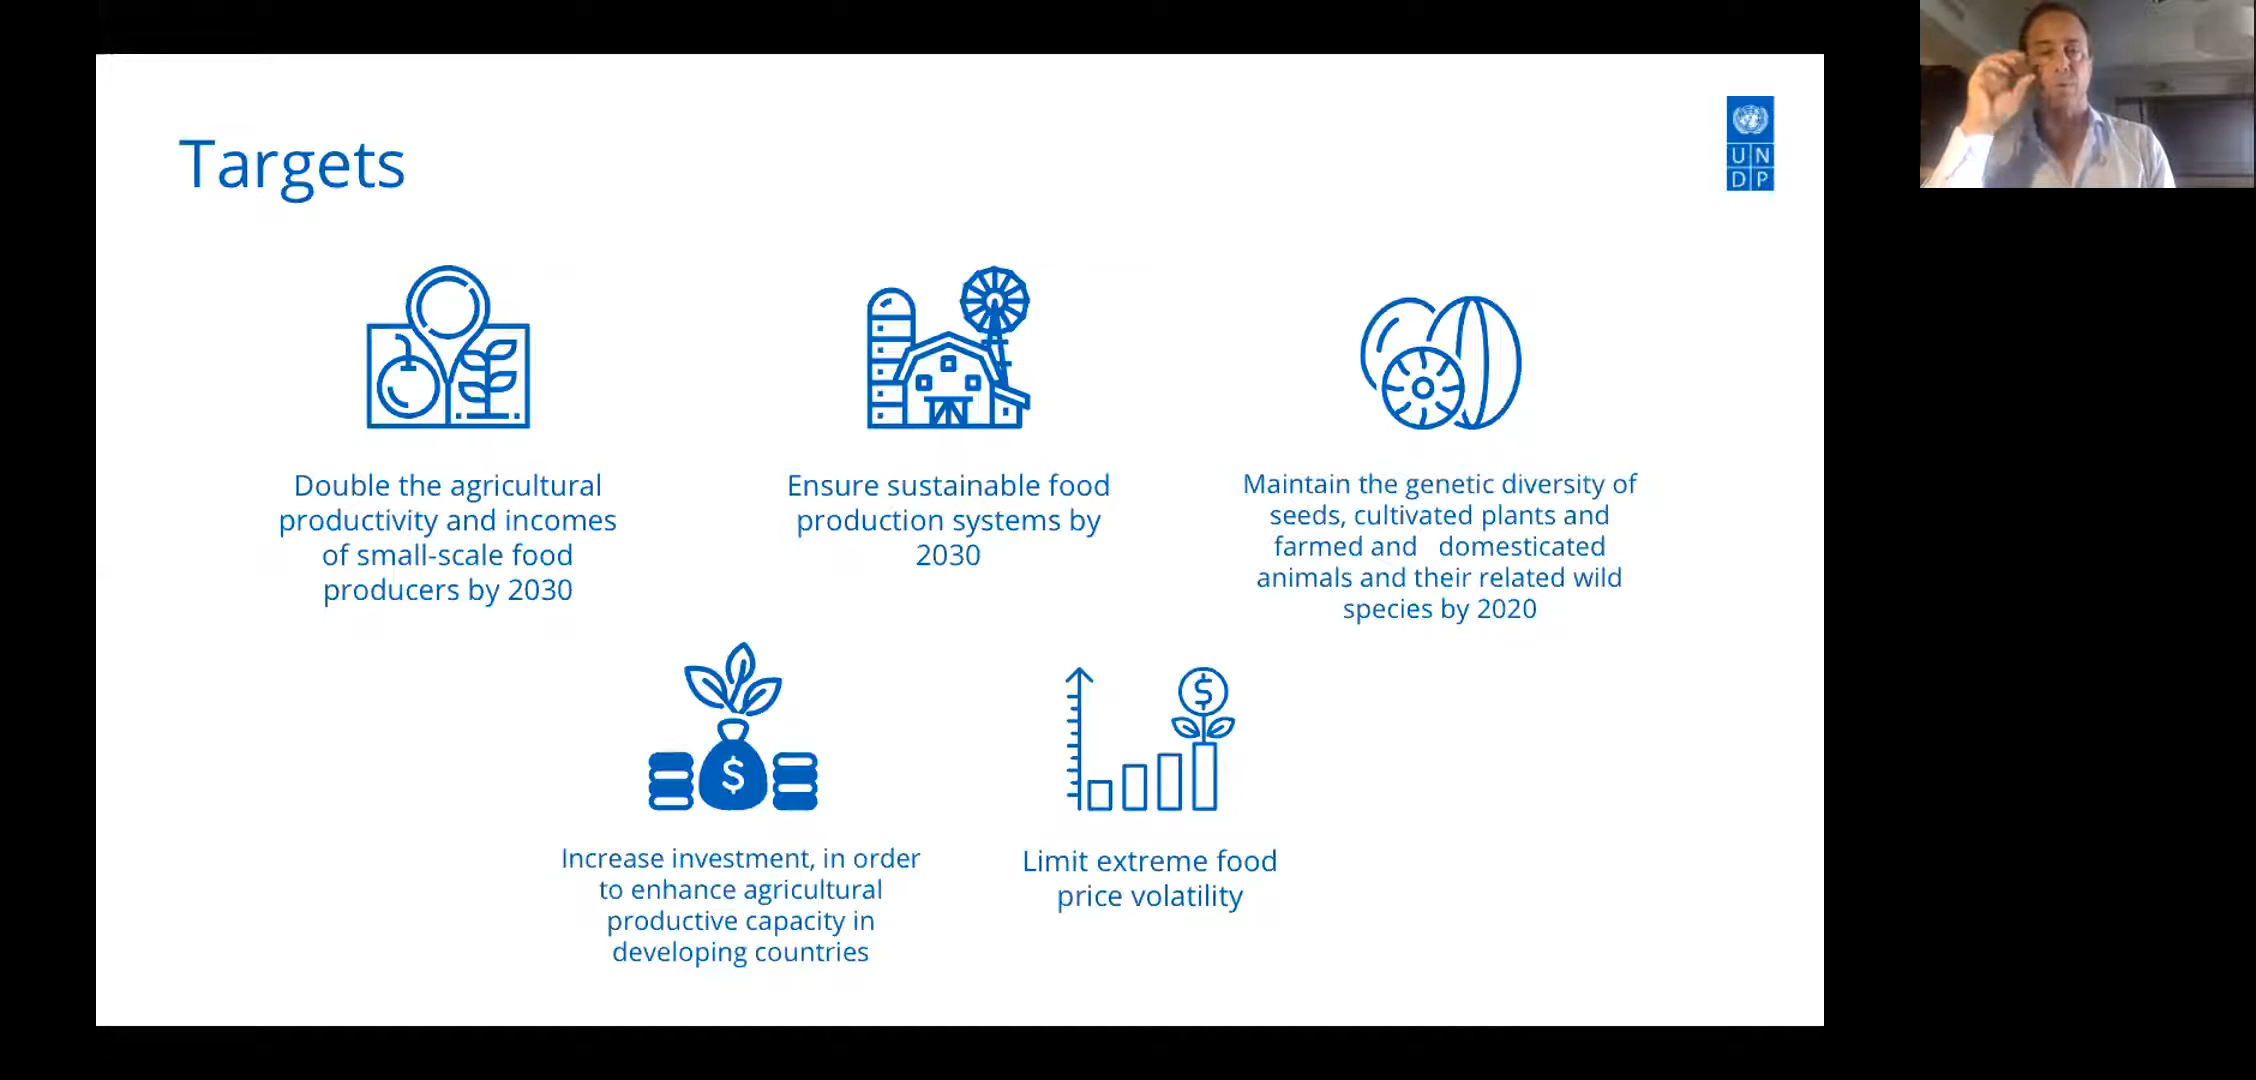 Targets
U N
D P
Double the agricultural
productivity and incomes
of small-scale food
producers by 2030
Ensure sustainable food
production systems by
2030
Maintain the genetic diversity of
seeds, cultivated plants and
farmed and domesticated
animals and their related wild
species by 2020
$
$
Increase investment, in order
to enhance agricultural
productive capacity in
developing countries
Limit extreme food
price volatility